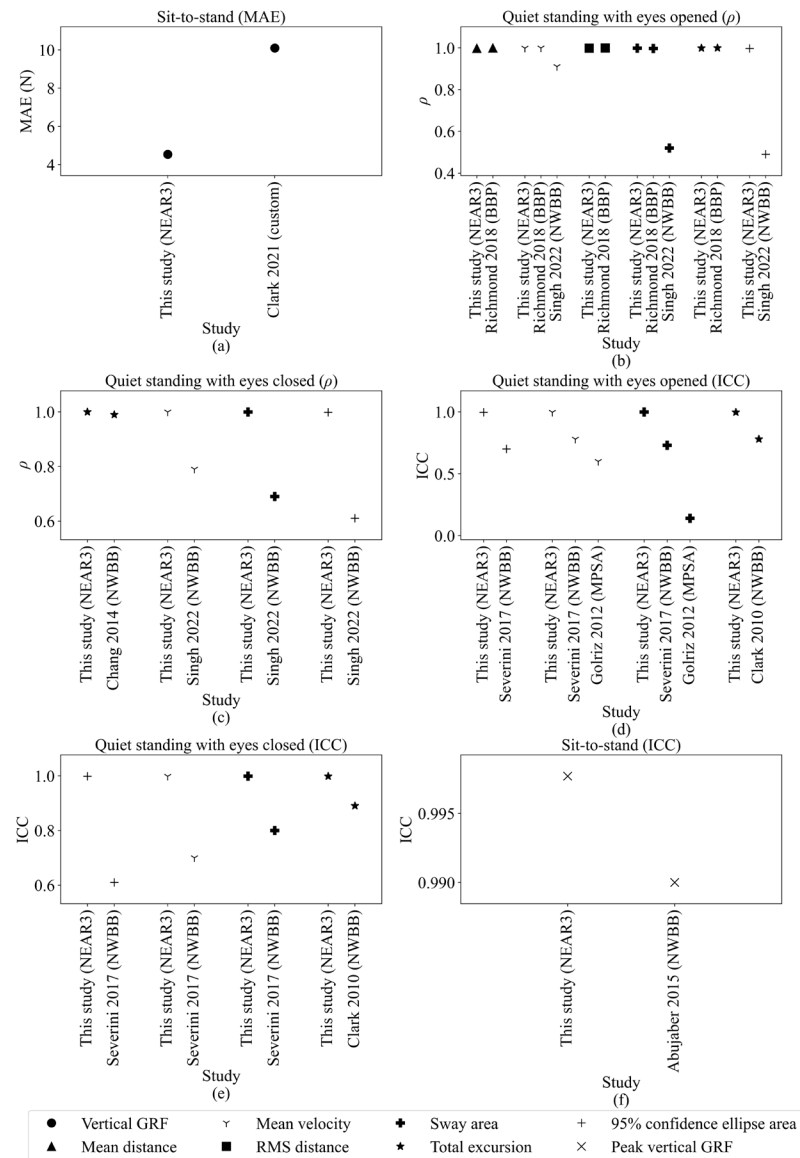 Sit-to-stand (MAE)
MAE (N)
10
8
6
4
This study (NEAR3)
Clark 2021 (custom)
Study
(a)
Quiet standing with eyes opened (ρ)
ρ
1.0
0.8
0.6
0.4
This study (NEAR3)
Richmond 2018 (BBP)
This study (NEAR3)
Richmond 2018 (BBP)
Singh 2022 (NWBB)
This study (NEAR3)
Richmond 2018 (BBP)
This study (NEAR3)
Richmond 2018 (BBP)
Singh 2022 (NWBB)
This study (NEAR3)
Richmond 2018 (BBP)
This study (NEAR3)
Singh 2022 (NWBB)
Study
(b)
Quiet standing with eyes closed (ρ)
ρ
1.0
0.8
0.6
This study (NEAR3)
Chang 2014 (NWBB)
This study (NEAR3)
Singh 2022 (NWBB)
This study (NEAR3)
Singh 2022 (NWBB)
This study (NEAR3)
Singh 2022 (NWBB)
Study
(c)
Quiet standing with eyes opened (ICC)
ICC
1.0
0.5
0.0
This study (NEAR3)
Severini 2017 (NWBB)
This study (NEAR3)
Severini 2017 (NWBB)
Golriz 2012 (MPSA)
This study (NEAR3)
Severini 2017 (NWBB)
Golriz 2012 (MPSA)
This study (NEAR3)
Clark 2010 (NWBB)
Study
(d)
Quiet standing with eyes closed (ICC)
ICC
1.0
0.8
0.6
This study (NEAR3)
Severini 2017 (NWBB)
This study (NEAR3)
Severini 2017 (NWBB)
This study (NEAR3)
Severini 2017 (NWBB)
This study (NEAR3)
Clark 2010 (NWBB)
Study
(e)
Sit-to-stand (ICC)
ICC
0.995
0.990
This study (NEAR3)
Abujaber 2015 (NWBB)
Study
(f)
Vertical GRF
Mean velocity
Sway area
95% confidence ellipse area
Mean distance
RMS distance
Total excursion
Peak vertical GRF